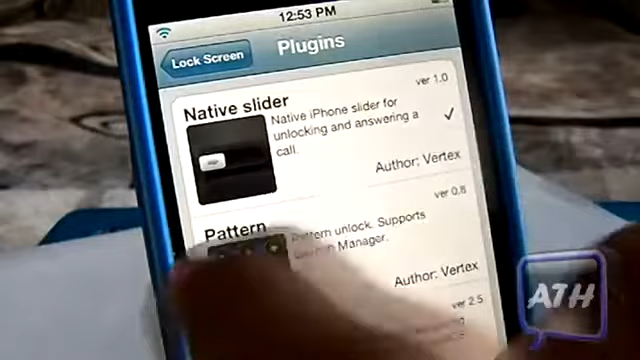 12:53 PM
Lock Screen
Plugins
Native slider
ver 1.0
Native iPhone slider for
unlocking and answering a
call.
Author: Vertex
ver 0.8
Pattern
Pattern unlock. Supports
Manager.
Author: Vertex
ver 2.5
ATH